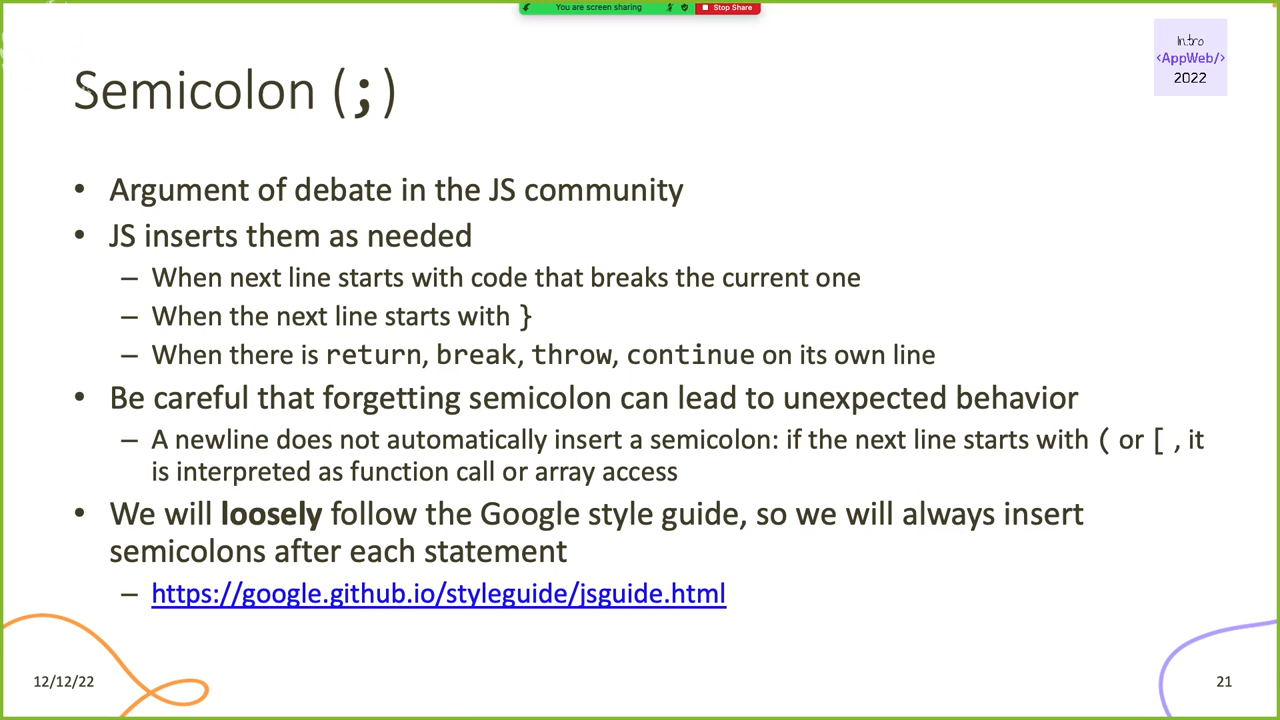 You are screen sharing
Stop Share
Intro
<AppWeb/>
2022
Semicolon (;)
• Argument of debate in the JS community
• JS inserts them as needed
– When next line starts with code that breaks the current one
– When the next line starts with }
– When there is return, break, throw, continue on its own line
• Be careful that forgetting semicolon can lead to unexpected behavior
– A newline does not automatically insert a semicolon: if the next line starts with ( or [ , it
is interpreted as function call or array access
• We will loosely follow the Google style guide, so we will always insert
semicolons after each statement
– https://google.github.io/styleguide/jsguide.html
12/12/22
21